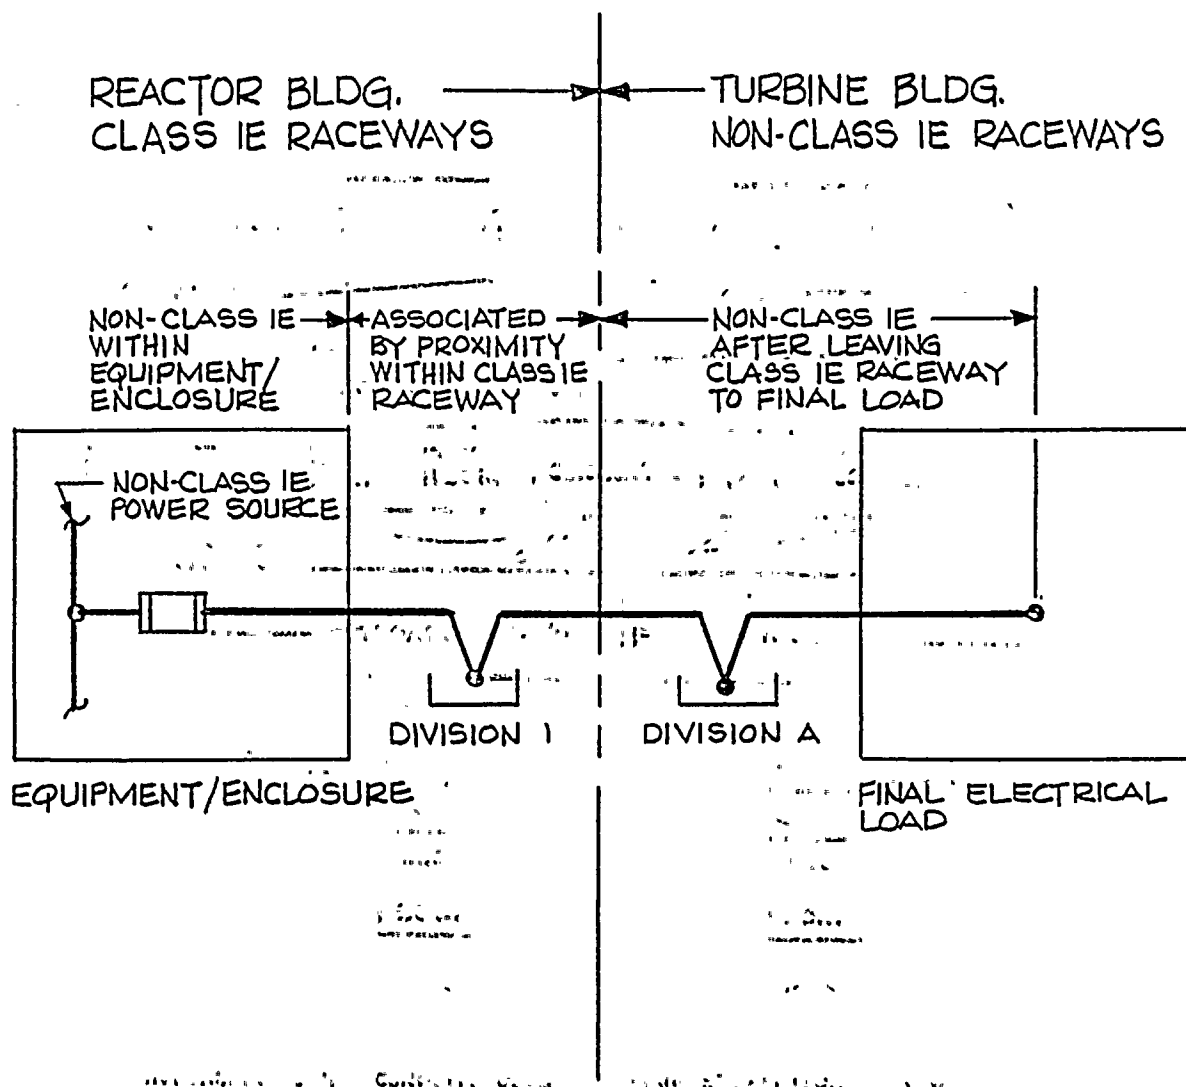 REACTOR BLDG.
CLASS IE RACEWAYS
TURBINE BLDG.
NON-CLASS IE RACEWAYS
NON-CLASS IE
WITHIN
EQUIPMENT/
ENCLOSURE
ASSOCIATED
BY PROXIMITY
WITHIN CLASS IE
RACEWAY
NON-CLASS IE
AFTER LEAVING
CLASS IE RACEWAY
TO FINAL LOAD
NON-CLASS IE
POWER SOURCE
DIVISION 1
DIVISION A
EQUIPMENT/ENCLOSURE
FINAL ELECTRICAL
LOAD